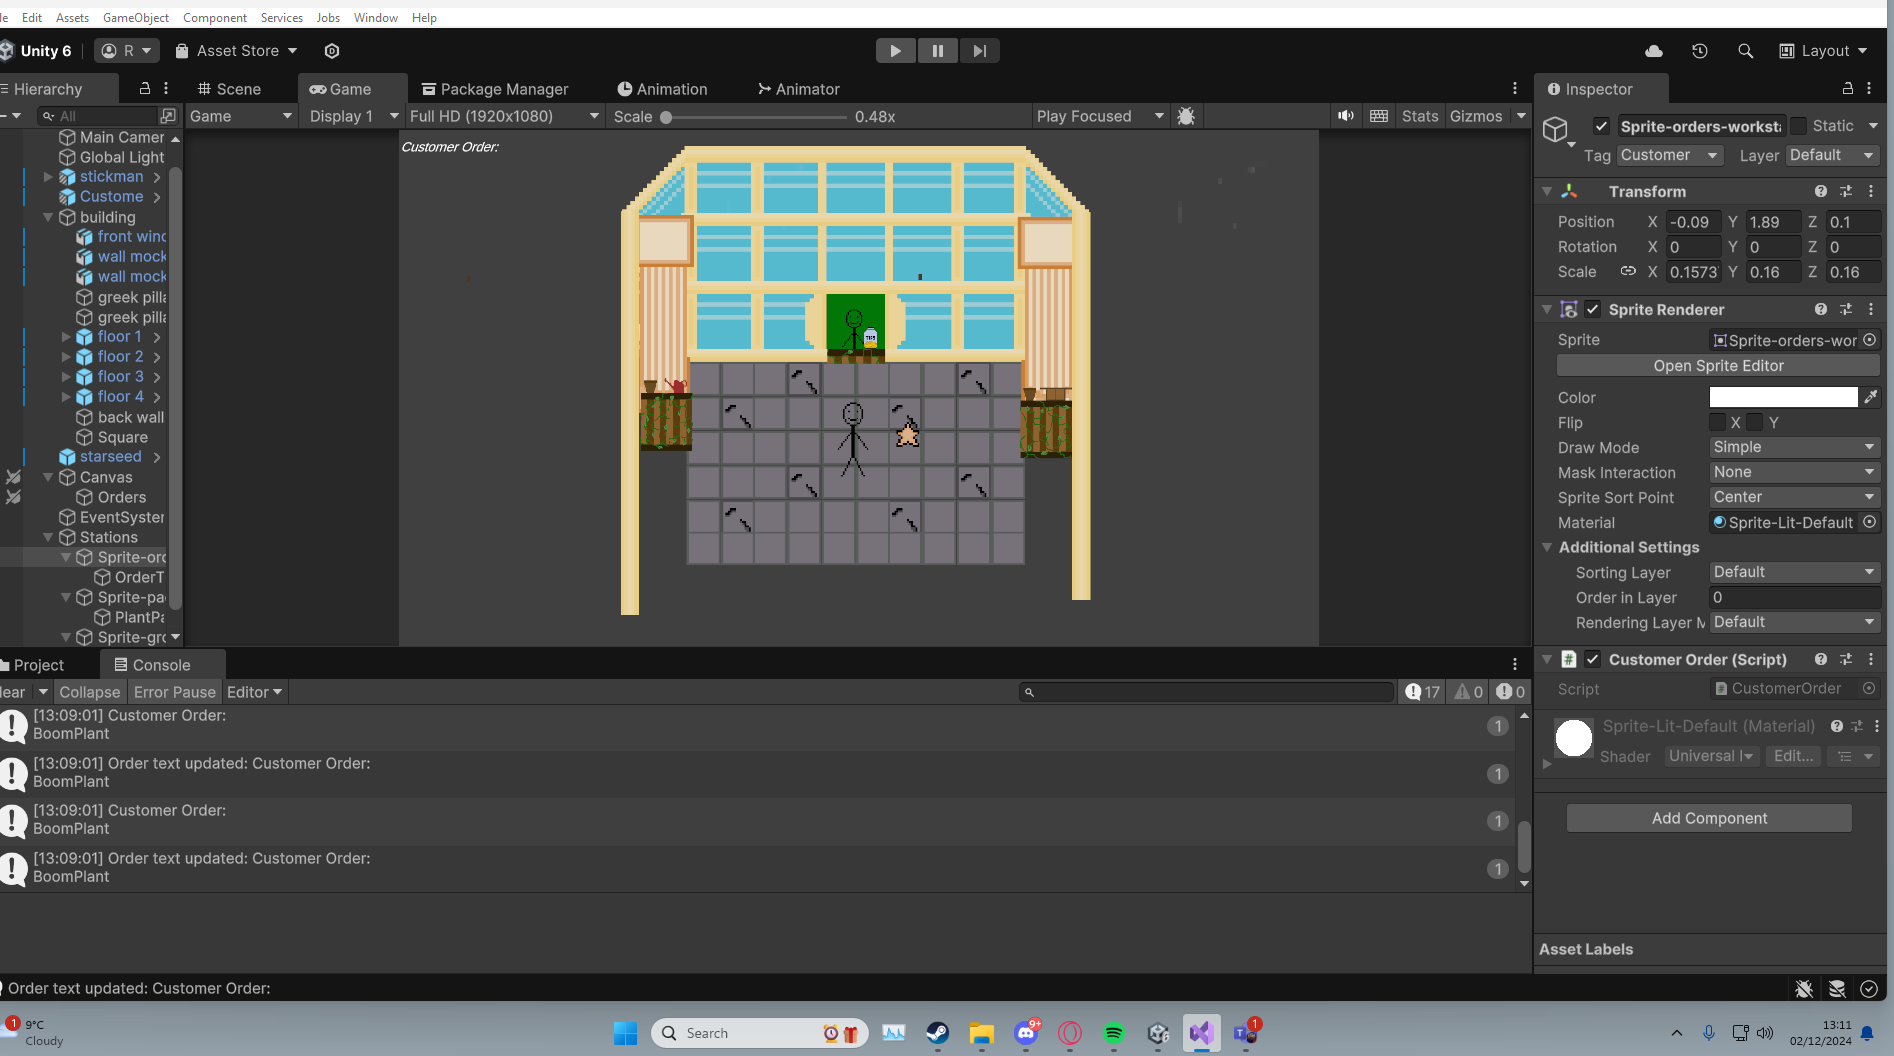 Edit Assets GameObject Component Services Jobs Window Help
Unity 6 R Asset Store Layout
Hierarchy Scene Game Package Manager Animation Animator Inspector
All Game Display 1 Full HD (1920x1080) Scale 0.48x Play Focused Stats Gizmos
Main Camer
Global Light
stickman
Custome
building
front wind
wall mock
wall mock
greek pilla
greek pilla
floor 1
floor 2
floor 3
floor 4
back wall
Square
starseed
Canvas
Orders
EventSyster
Stations
Sprite-ord
OrderT
Sprite-pa
PlantPa
Sprite-gro
Customer Order:
TIPS
Sprite-orders-workst
Static
Tag Customer Layer Default
Transform
Position X -0.09 Y 1.89 Z 0.1
Rotation X 0 Y 0 Z 0
Scale X 0.1573 Y 0.16 Z 0.16
Sprite Renderer
Sprite Sprite-orders-wor
Open Sprite Editor
Color
Flip X Y
Draw Mode Simple
Mask Interaction None
Sprite Sort Point Center
Material Sprite-Lit-Default
Additional Settings
Sorting Layer Default
Order in Layer 0
Rendering Layer M Default
Customer Order (Script)
Script CustomerOrder
Sprite-Lit-Default (Material)
Shader Universal Edit...
Add Component
Asset Labels
Project Console
lear Collapse Error Pause Editor 17 0 0
[13:09:01] Customer Order:
BoomPlant
1
[13:09:01] Order text updated: Customer Order:
BoomPlant
1
[13:09:01] Customer Order:
BoomPlant
1
[13:09:01] Order text updated: Customer Order:
BoomPlant
1
Order text updated: Customer Order:
1
9°C
Cloudy
Search
9+
1
13:11
02/12/2024